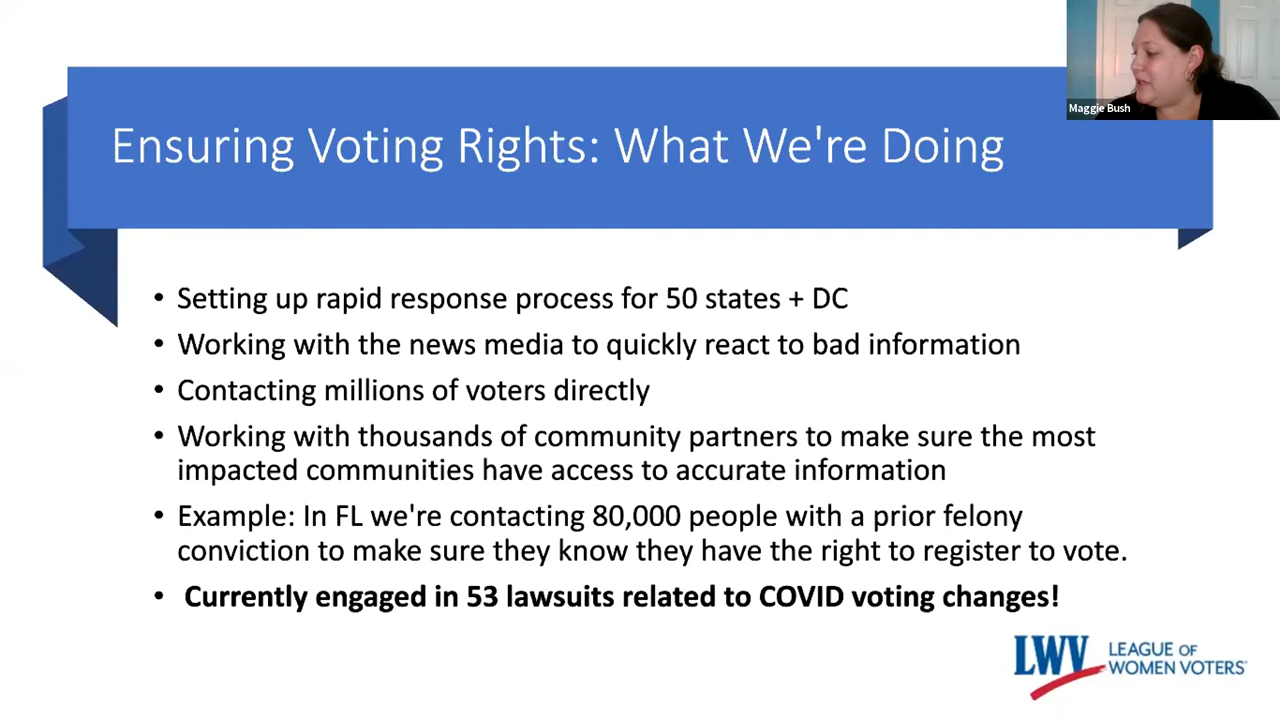 Maggie Bush
Ensuring Voting Rights: What We're Doing
• Setting up rapid response process for 50 states + DC
• Working with the news media to quickly react to bad information
• Contacting millions of voters directly
• Working with thousands of community partners to make sure the most
impacted communities have access to accurate information
• Example: In FL we're contacting 80,000 people with a prior felony
conviction to make sure they know they have the right to register to vote.
• Currently engaged in 53 lawsuits related to COVID voting changes!
LWV LEAGUE OF
WOMEN VOTERS®